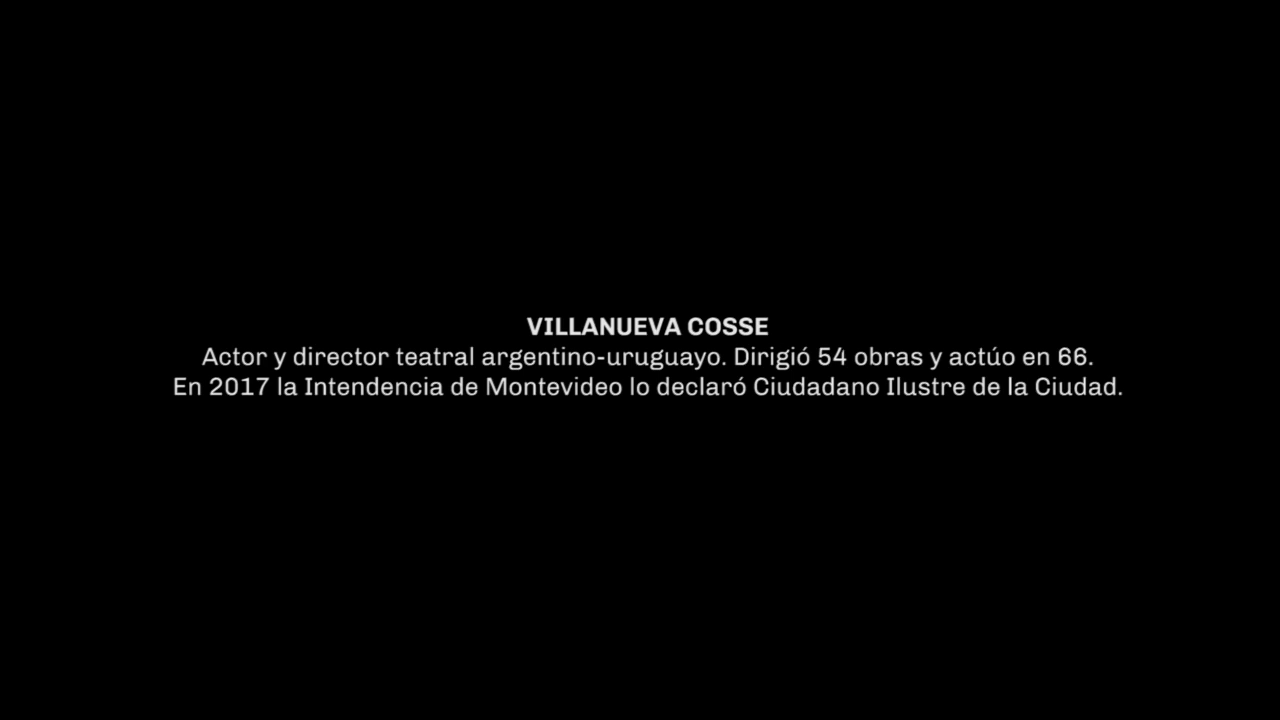 VILLANUEVA COSSE
Actor y director teatral argentino-uruguayo. Dirigió 54 obras y actúo en 66.
En 2017 la Intendencia de Montevideo lo declaró Ciudadano Ilustre de la Ciudad.